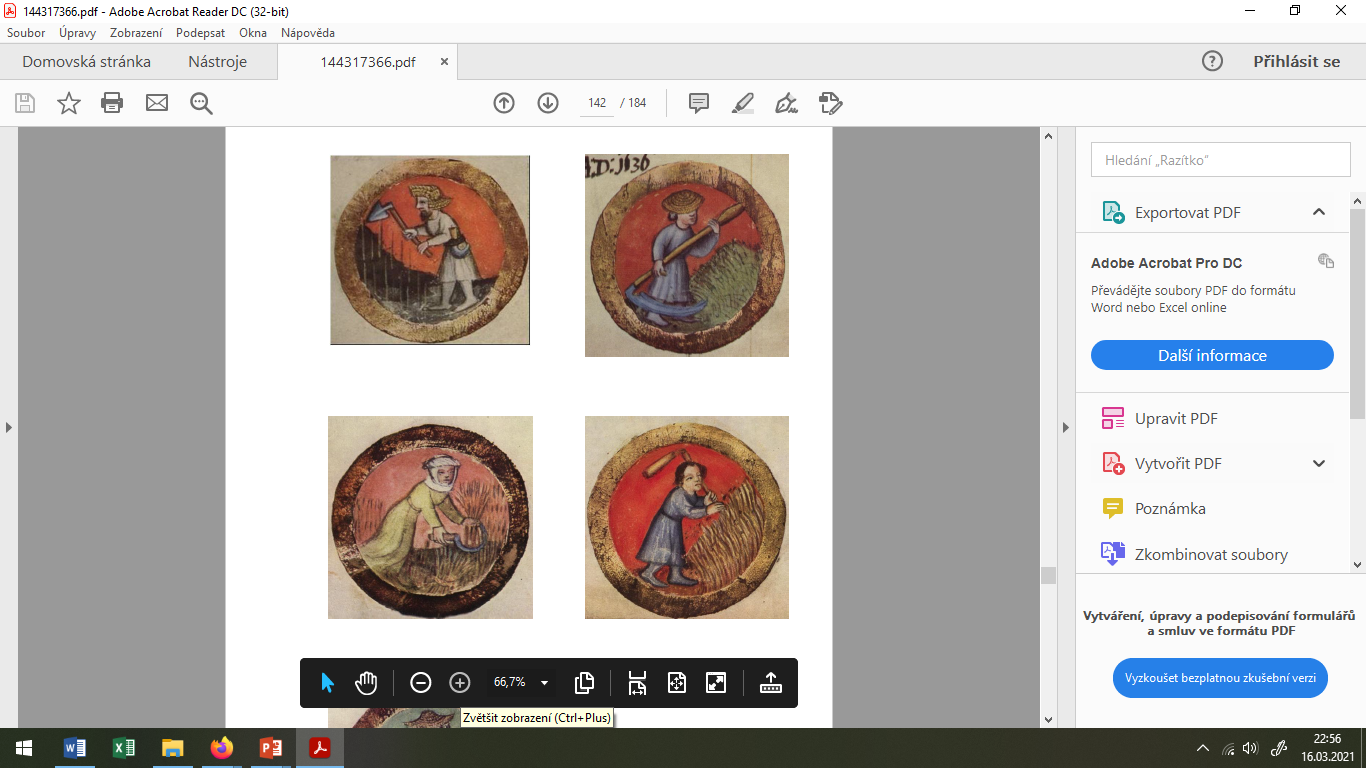 144317366.pdf - Adobe Acrobat Reader DC (32-bit)
Soubor Úpravy Zobrazení Podepsat Okna Nápověda
Domovská stránka Nástroje 144317366.pdf × Přihlásit se
142 / 184
A.D: 1636
Hledání „Razítko“
Exportovat PDF
Adobe Acrobat Pro DC
Převádějte soubory PDF do formátu
Word nebo Excel online
Další informace
Upravit PDF
Vytvořit PDF
Poznámka
Zkombinovat soubory
Vytváření, úpravy a podepisování formulářů
a smluv ve formátu PDF
Vyzkoušet bezplatnou zkušební verzi
66,7%
Zvětšit zobrazení (Ctrl+Plus)
22:56
16.03.2021